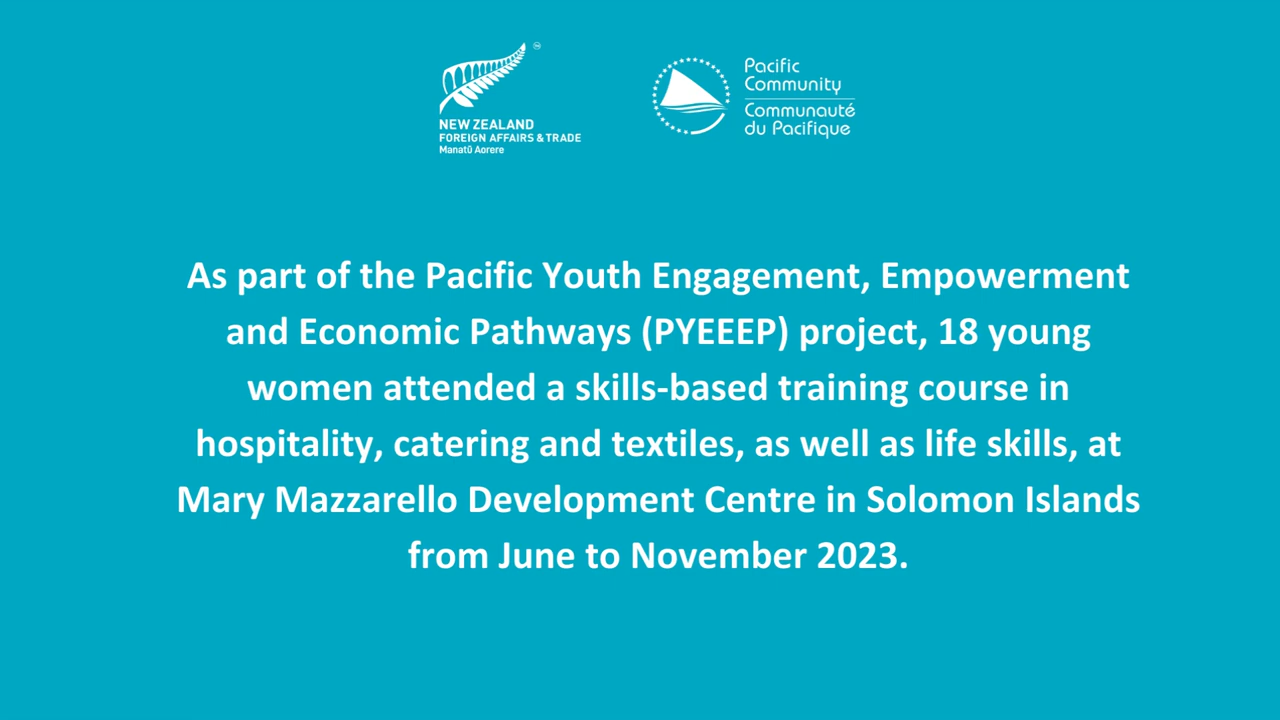 NEW ZEALAND
FOREIGN AFFAIRS & TRADE
Manatū Aorere
Pacific
Community
Communauté
du Pacifique
As part of the Pacific Youth Engagement, Empowerment
and Economic Pathways (PYEEEP) project, 18 young
women attended a skills-based training course in
hospitality, catering and textiles, as well as life skills, at
Mary Mazzarello Development Centre in Solomon Islands
from June to November 2023.